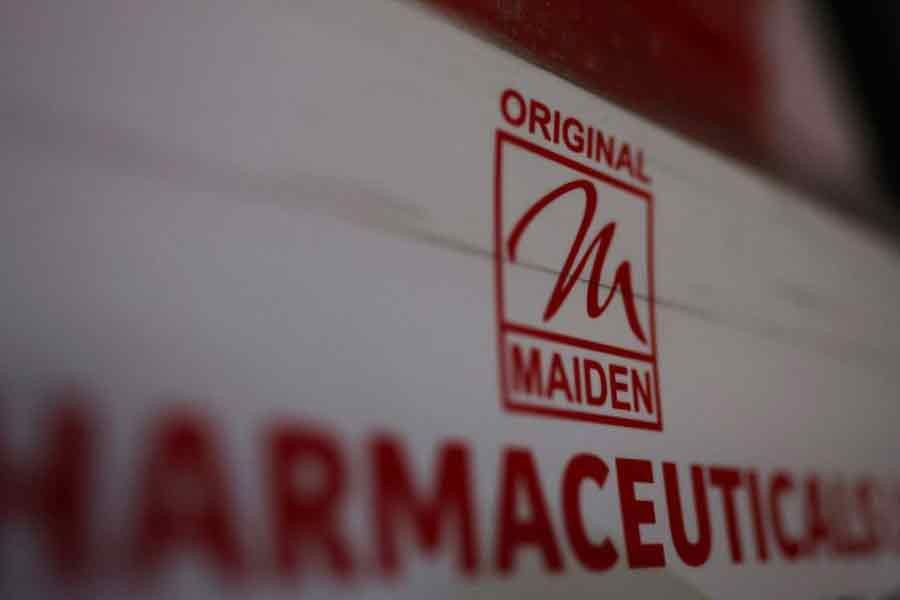 ORIGINAL
M
MAIDEN
HARMACEUTICALS